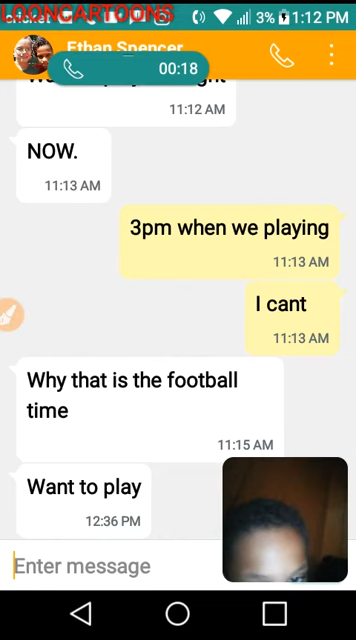 LOONCARTOONS
3% 1:12 PM
Ethan Spencer
00:18
11:12 AM
NOW.
11:13 AM
3pm when we playing
11:13 AM
I cant
11:13 AM
Why that is the football
time
11:15 AM
Want to play
12:36 PM
Enter message